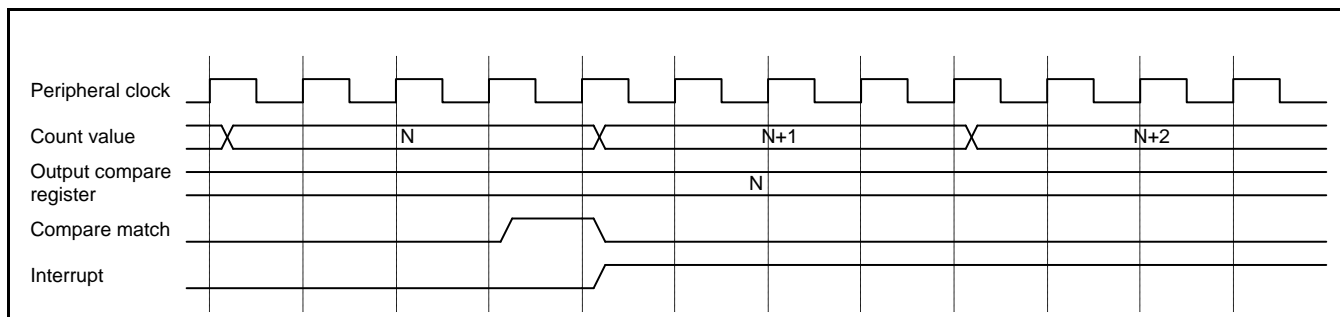 Peripheral clock
Count value
N
N+1
N+2
Output compare
register
N
Compare match
Interrupt